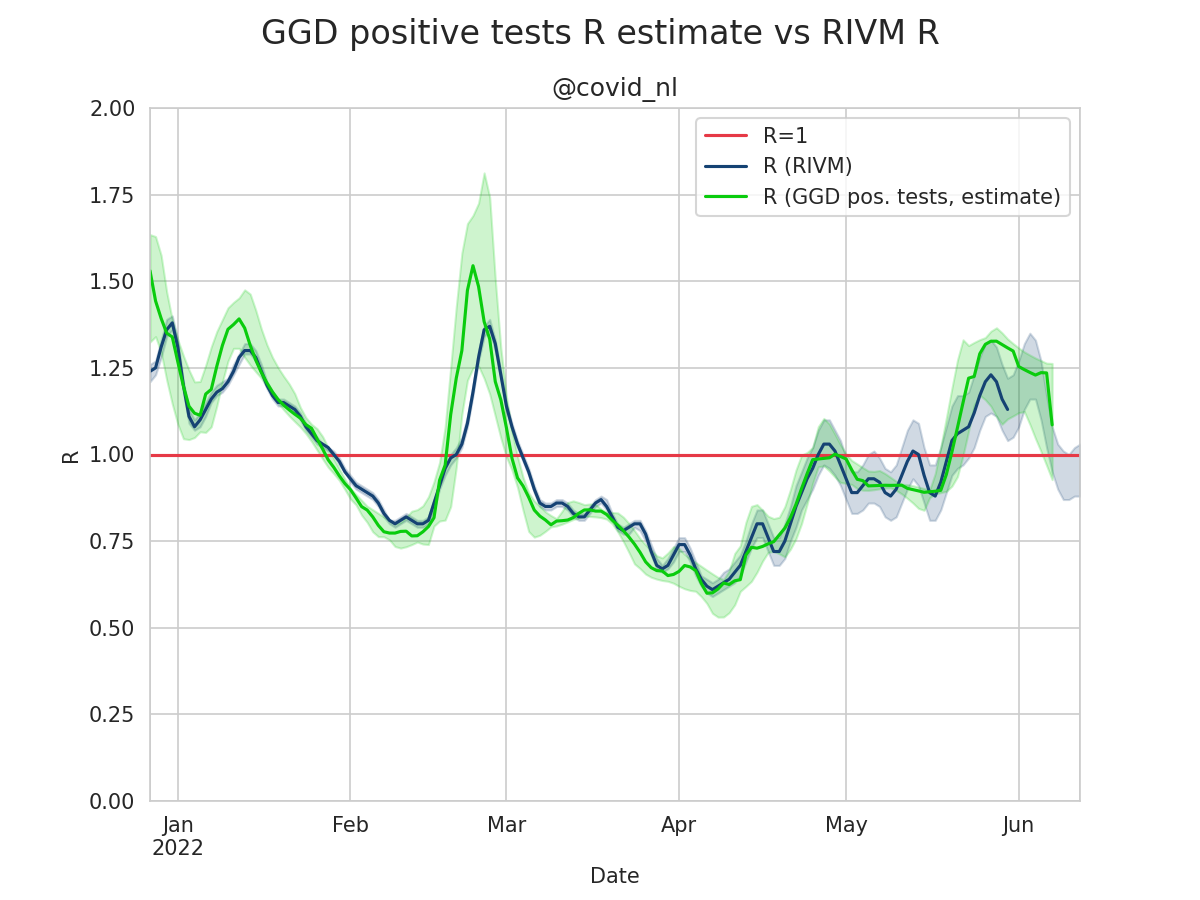 GGD positive tests R estimate vs RIVM R
@covid_nl
2.00
1.75
1.50
1.25
1.00
0.75
0.50
0.25
0.00
R
R=1
R (RIVM)
R (GGD pos. tests, estimate)
Jan Feb Mar Apr May Jun
2022
Date